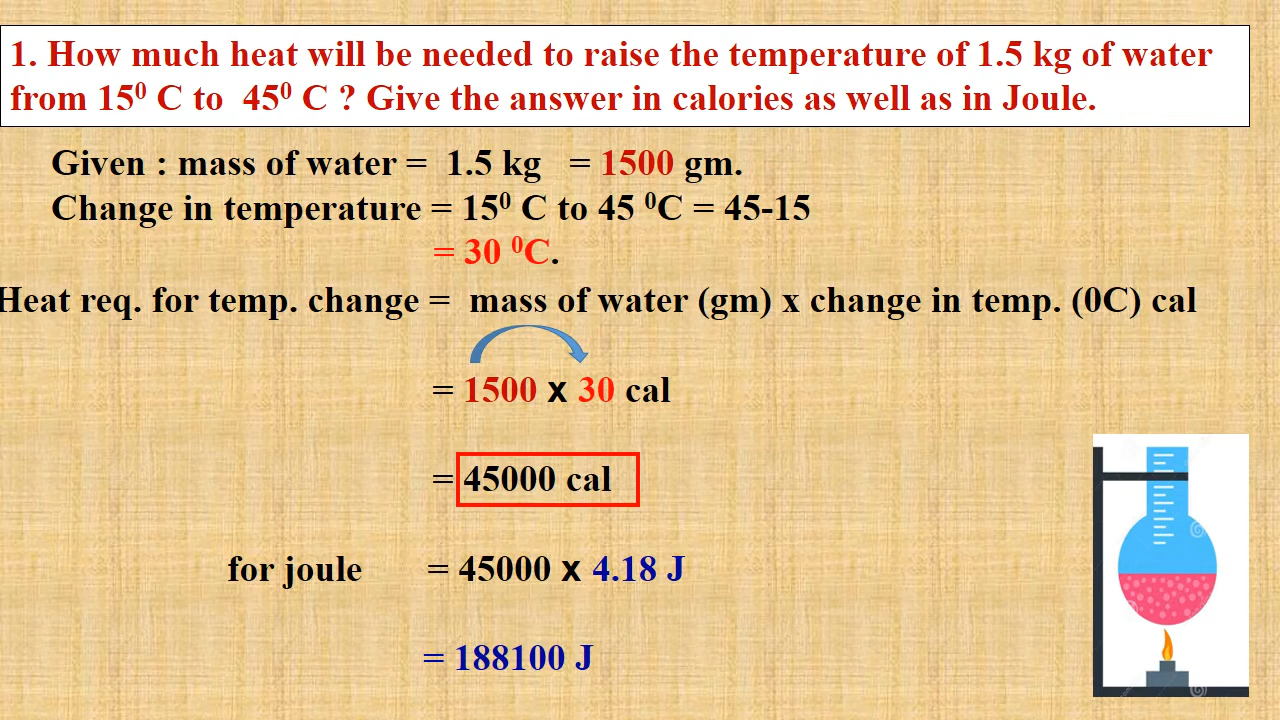 1. How much heat will be needed to raise the temperature of 1.5 kg of water
from 15⁰ C to 45⁰ C ? Give the answer in calories as well as in Joule.
Given : mass of water = 1.5 kg = 1500 gm.
Change in temperature = 15⁰ C to 45 ⁰C = 45-15
= 30 ⁰C.
Heat req. for temp. change = mass of water (gm) x change in temp. (0C) cal
= 1500 x 30 cal
= 45000 cal
for joule = 45000 x 4.18 J
= 188100 J